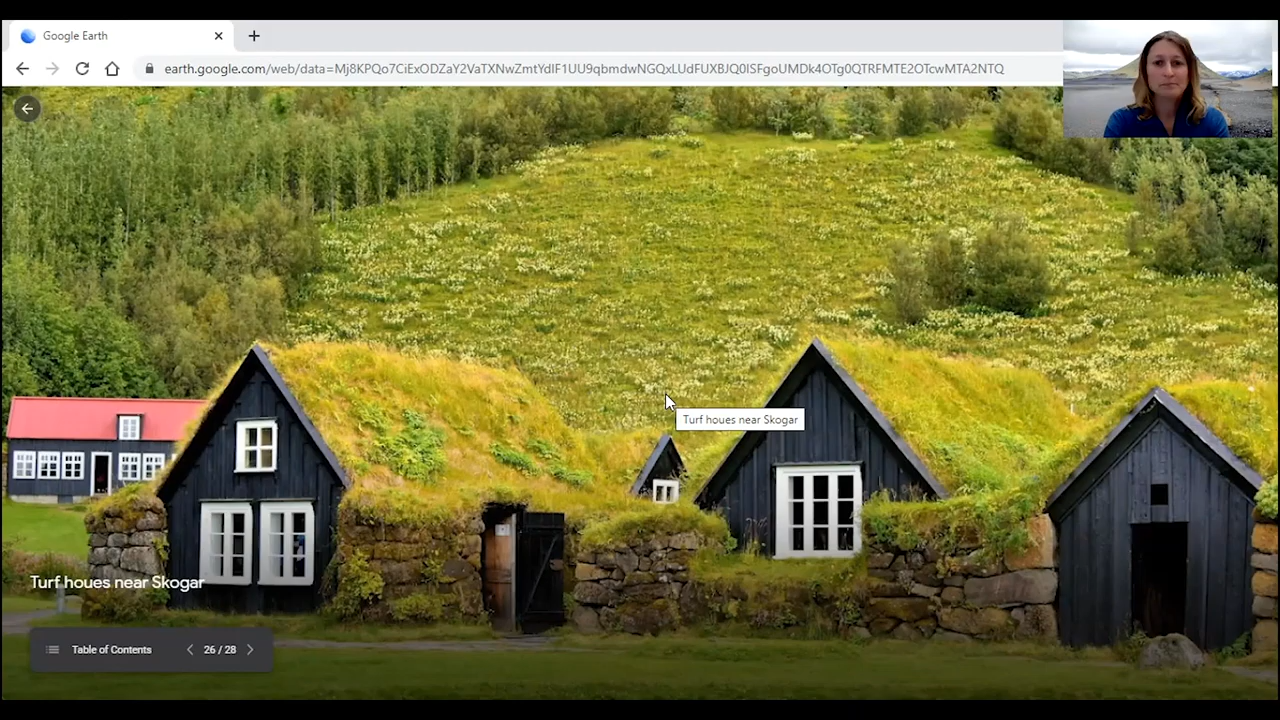 Google Earth
earth.google.com/web/data=Mj8KPQo7CiExODZaY2VTTXNwZmtYdlF1UU9qbmdwNGQxLUdFUXBJQ0lSFgoUMDk4OTg0QTRFMTE2OTcwMTA2NTQ
Turf houes near Skogar
Turf houes near Skogar
Table of Contents
26 / 28